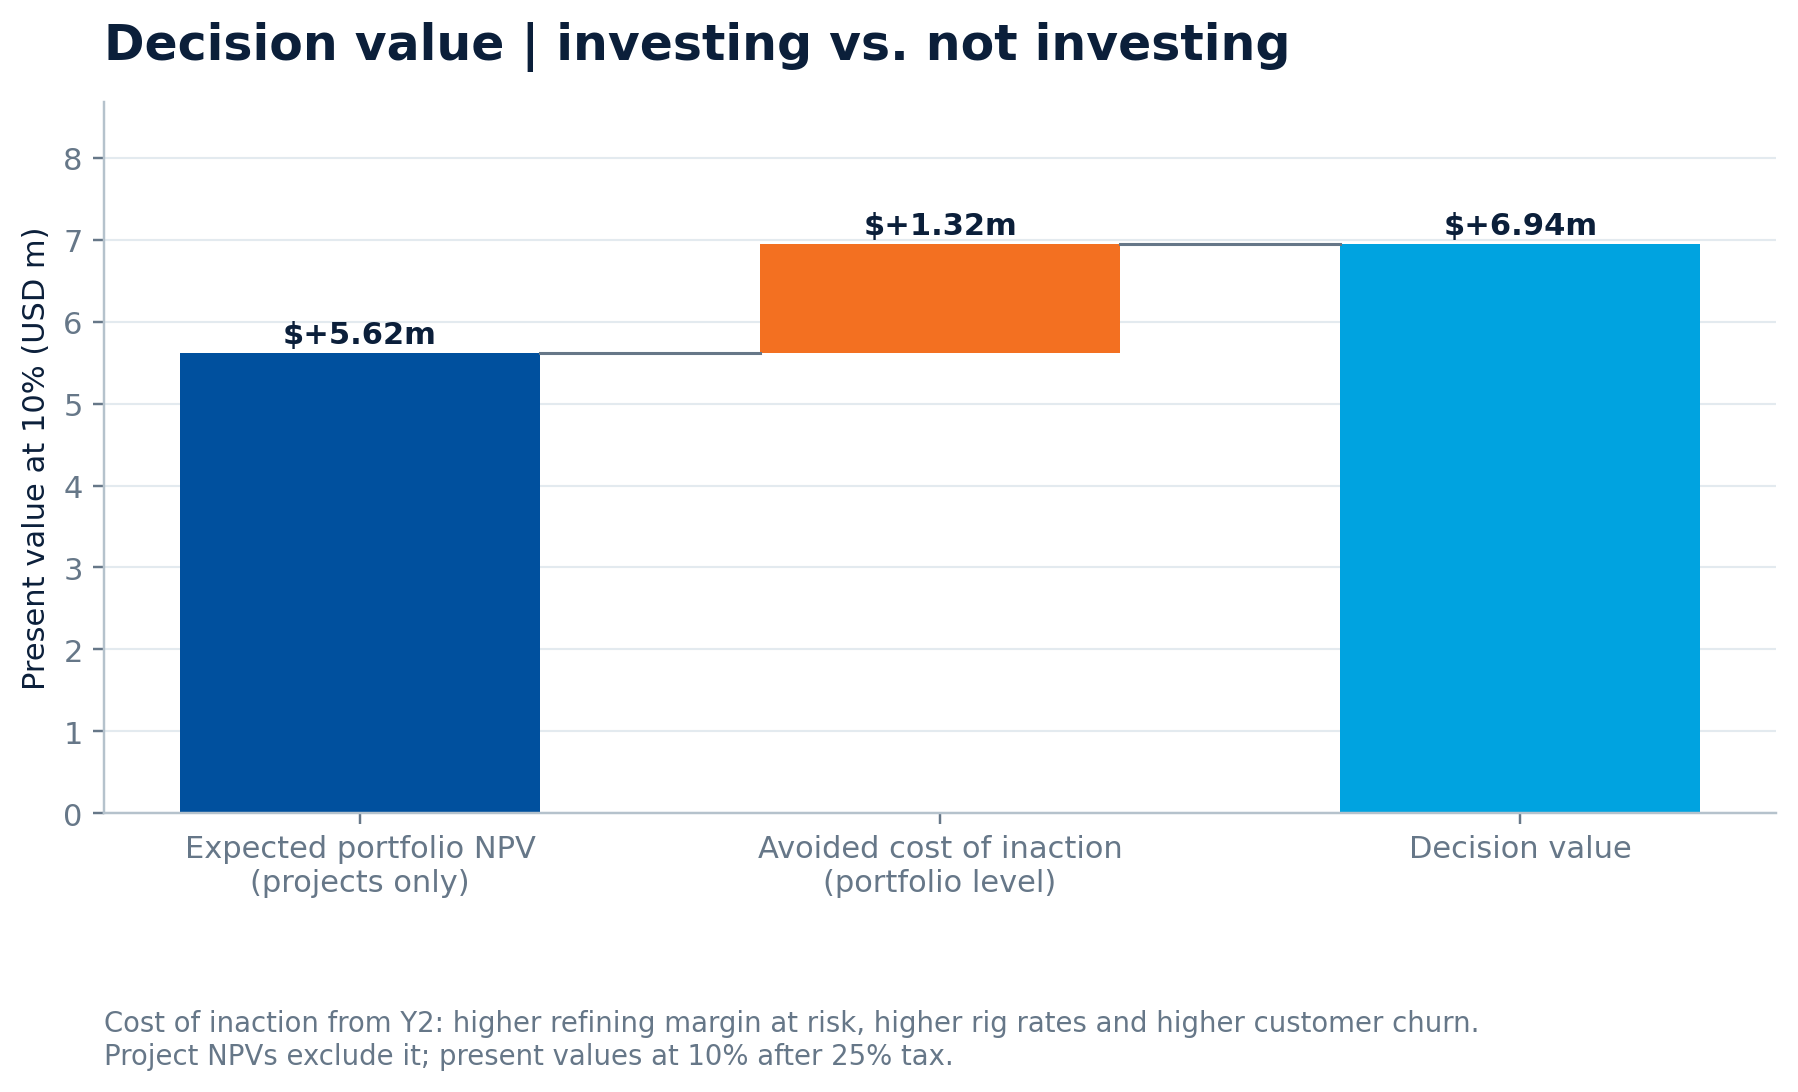 Decision value | investing vs. not investing
Present value at 10% (USD m)
8
7
6
5
4
3
2
1
0
$+5.62m
$+1.32m
$+6.94m
Expected portfolio NPV
(projects only)
Avoided cost of inaction
(portfolio level)
Decision value
Cost of inaction from Y2: higher refining margin at risk, higher rig rates and higher customer churn.
Project NPVs exclude it; present values at 10% after 25% tax.